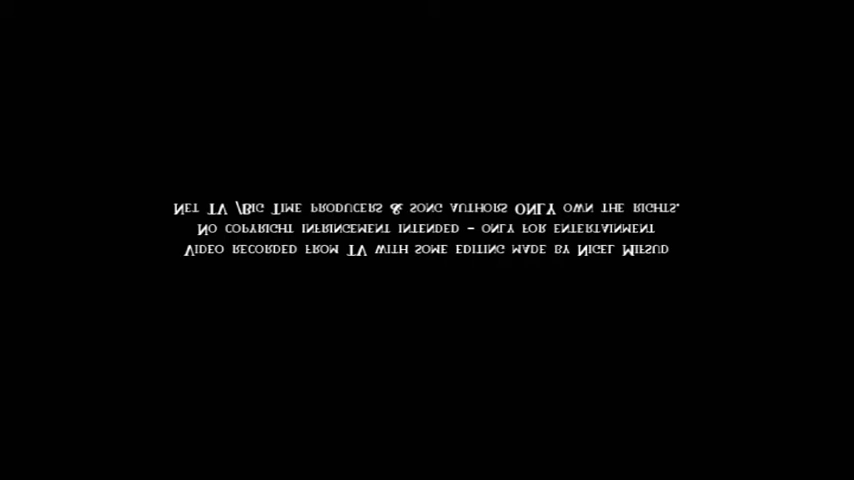 Video recorded from TV with some editing made by Nigel Mifsud
No copyright infringement intended - only for entertainment
Net TV /Big Time producers & song authors ONLY own the rights.